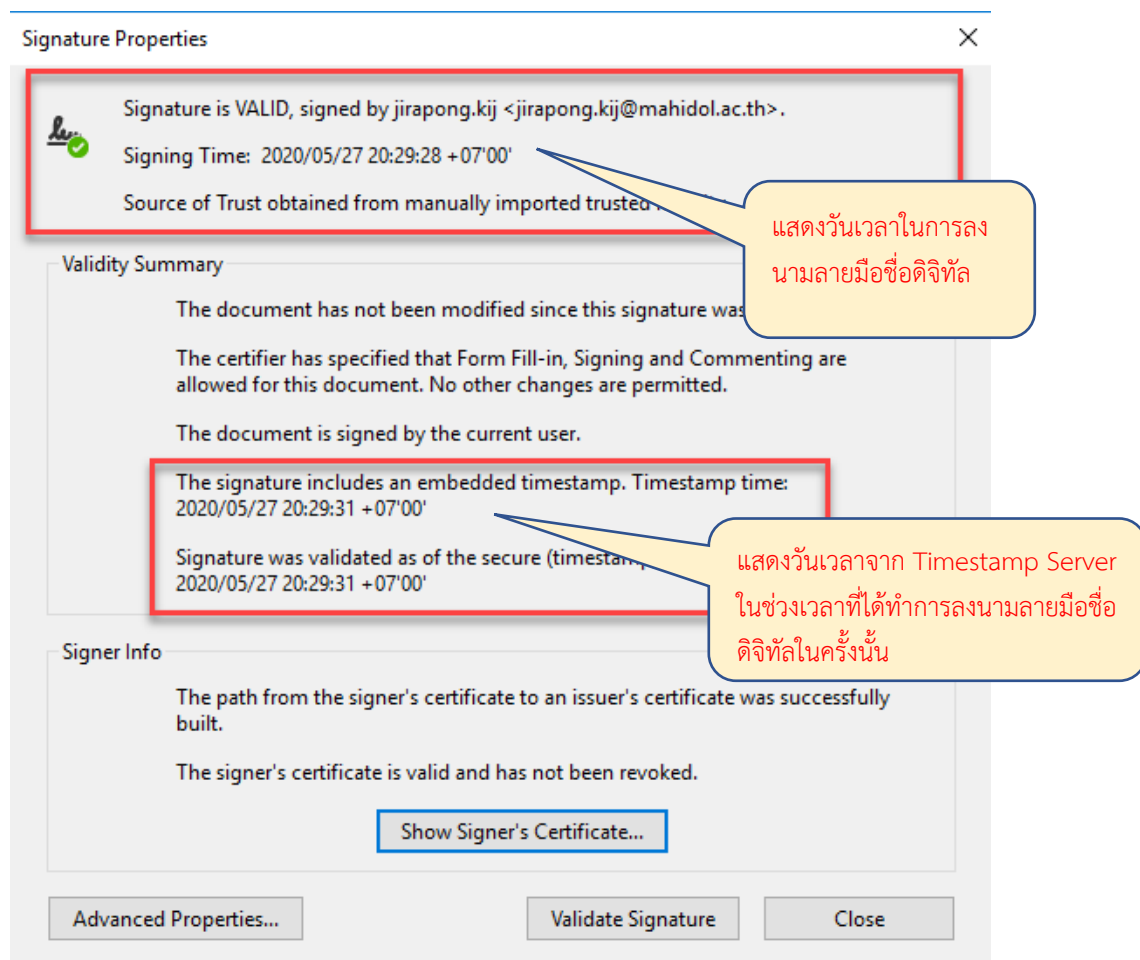 Signature Properties
Signature is VALID, signed by jirapong.kij <jirapong.kij@mahidol.ac.th>.
Signing Time: 2020/05/27 20:29:28 +07'00'
Source of Trust obtained from manually imported trusted
แสดงวันเวลาในการลง
นามลายมือชื่อดิจิทัล
Validity Summary
The document has not been modified since this signature was
The certifier has specified that Form Fill-in, Signing and Commenting are
allowed for this document. No other changes are permitted.
The document is signed by the current user.
The signature includes an embedded timestamp. Timestamp time:
2020/05/27 20:29:31 +07'00'
Signature was validated as of the secure
2020/05/27 20:29:31 +07'00'
แสดงวันเวลาจาก Timestamp Server
ในช่วงเวลาที่ได้ทำการลงนามลายมือชื่อ
ดิจิทัลในครั้งนั้น
Signer Info
The path from the signer's certificate to an issuer's certificate was successfully
built.
The signer's certificate is valid and has not been revoked.
Show Signer's Certificate...
Advanced Properties...
Validate Signature
Close